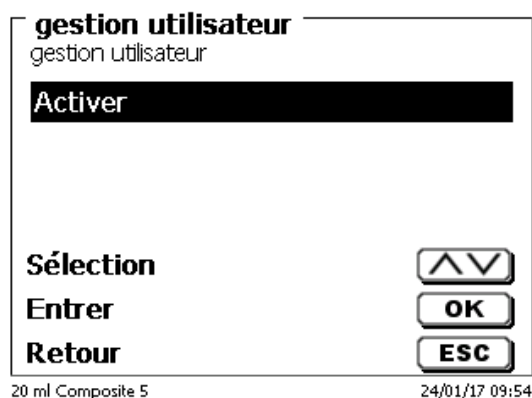 gestion utilisateur
gestion utilisateur
Activer
Sélection
Entrer OK
Retour ESC
20 ml Composite 5 24/01/17 09:54